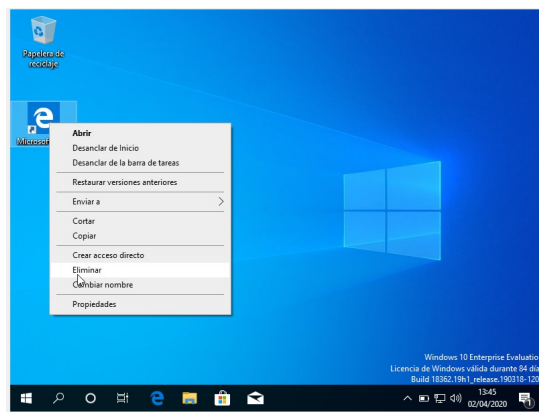 Papelera de
reciclaje
Abrir
Desanclar de Inicio
Desanclar de la barra de tareas
Restaurar versiones anteriores
Enviar a
Cortar
Copiar
Crear acceso directo
Eliminar
Cambiar nombre
Propiedades
Windows 10 Enterprise Evaluatio
Licencia de Windows válida durante 84 día
Build 18362.19h1_release.190318-120
13:45
02/04/2020
1